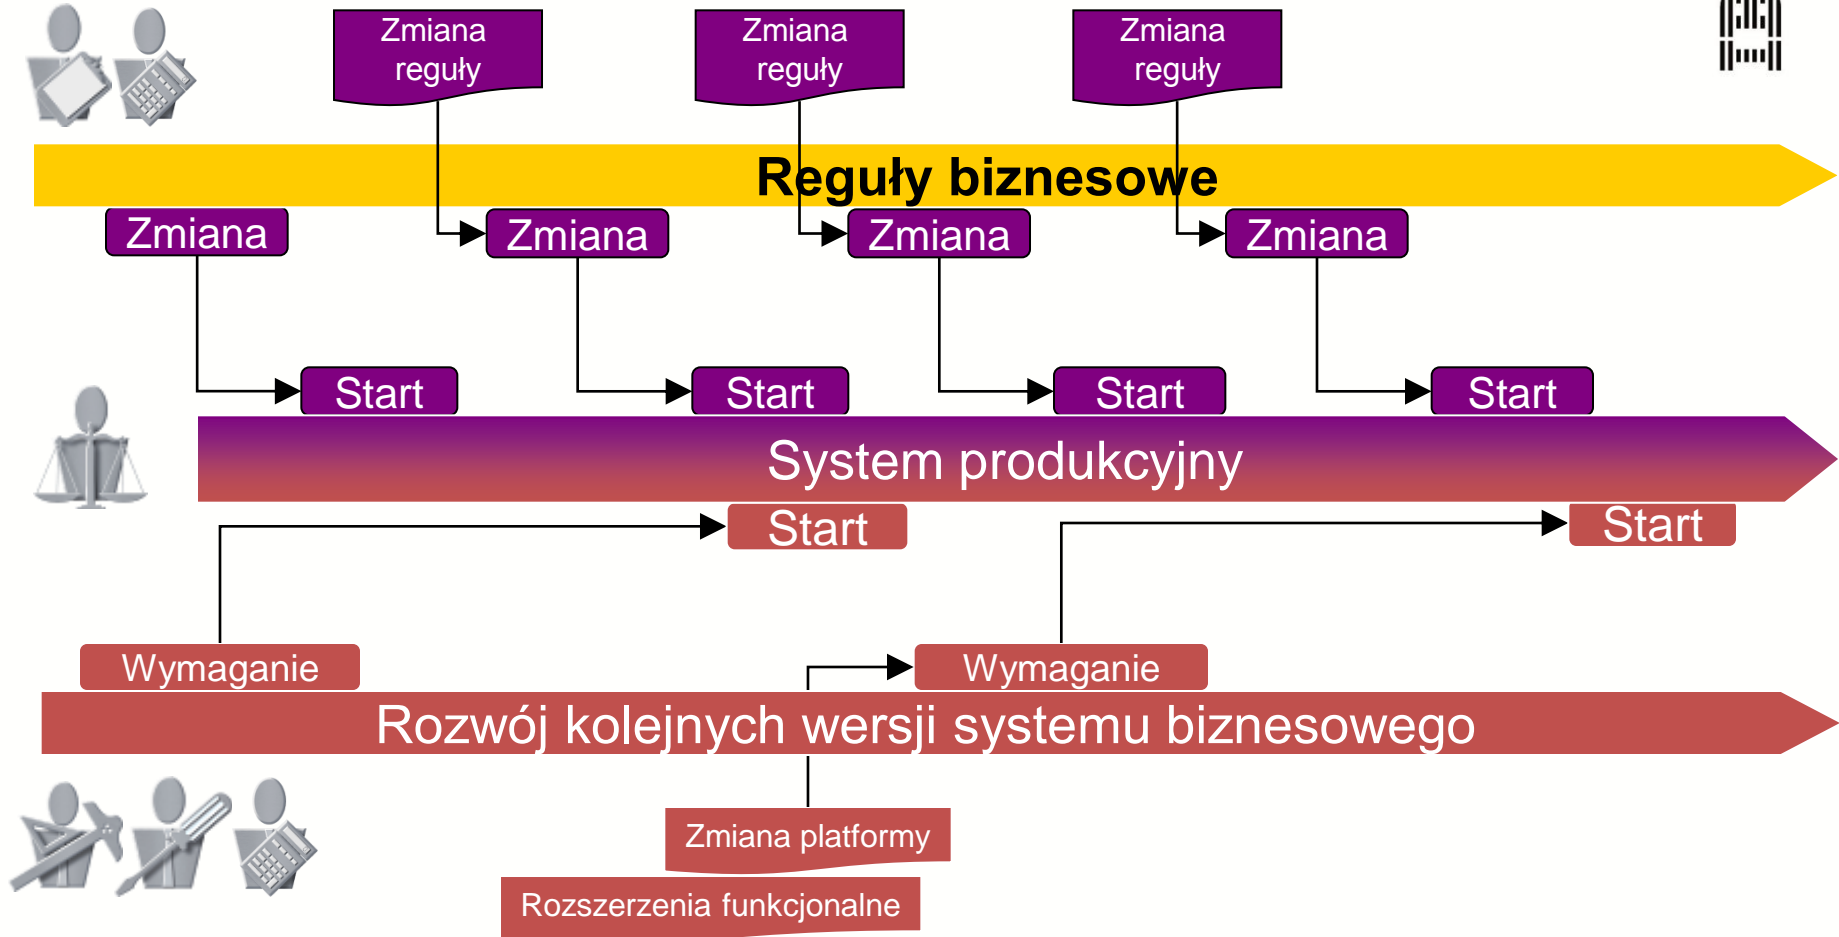 Zmiana
reguły
Zmiana
reguły
Zmiana
reguły
Reguły biznesowe
Zmiana
Zmiana
Zmiana
Zmiana
Start
Start
Start
Start
System produkcyjny
Start
Start
Wymaganie
Wymaganie
Rozwój kolejnych wersji systemu biznesowego
Zmiana platformy
Rozszerzenia funkcjonalne